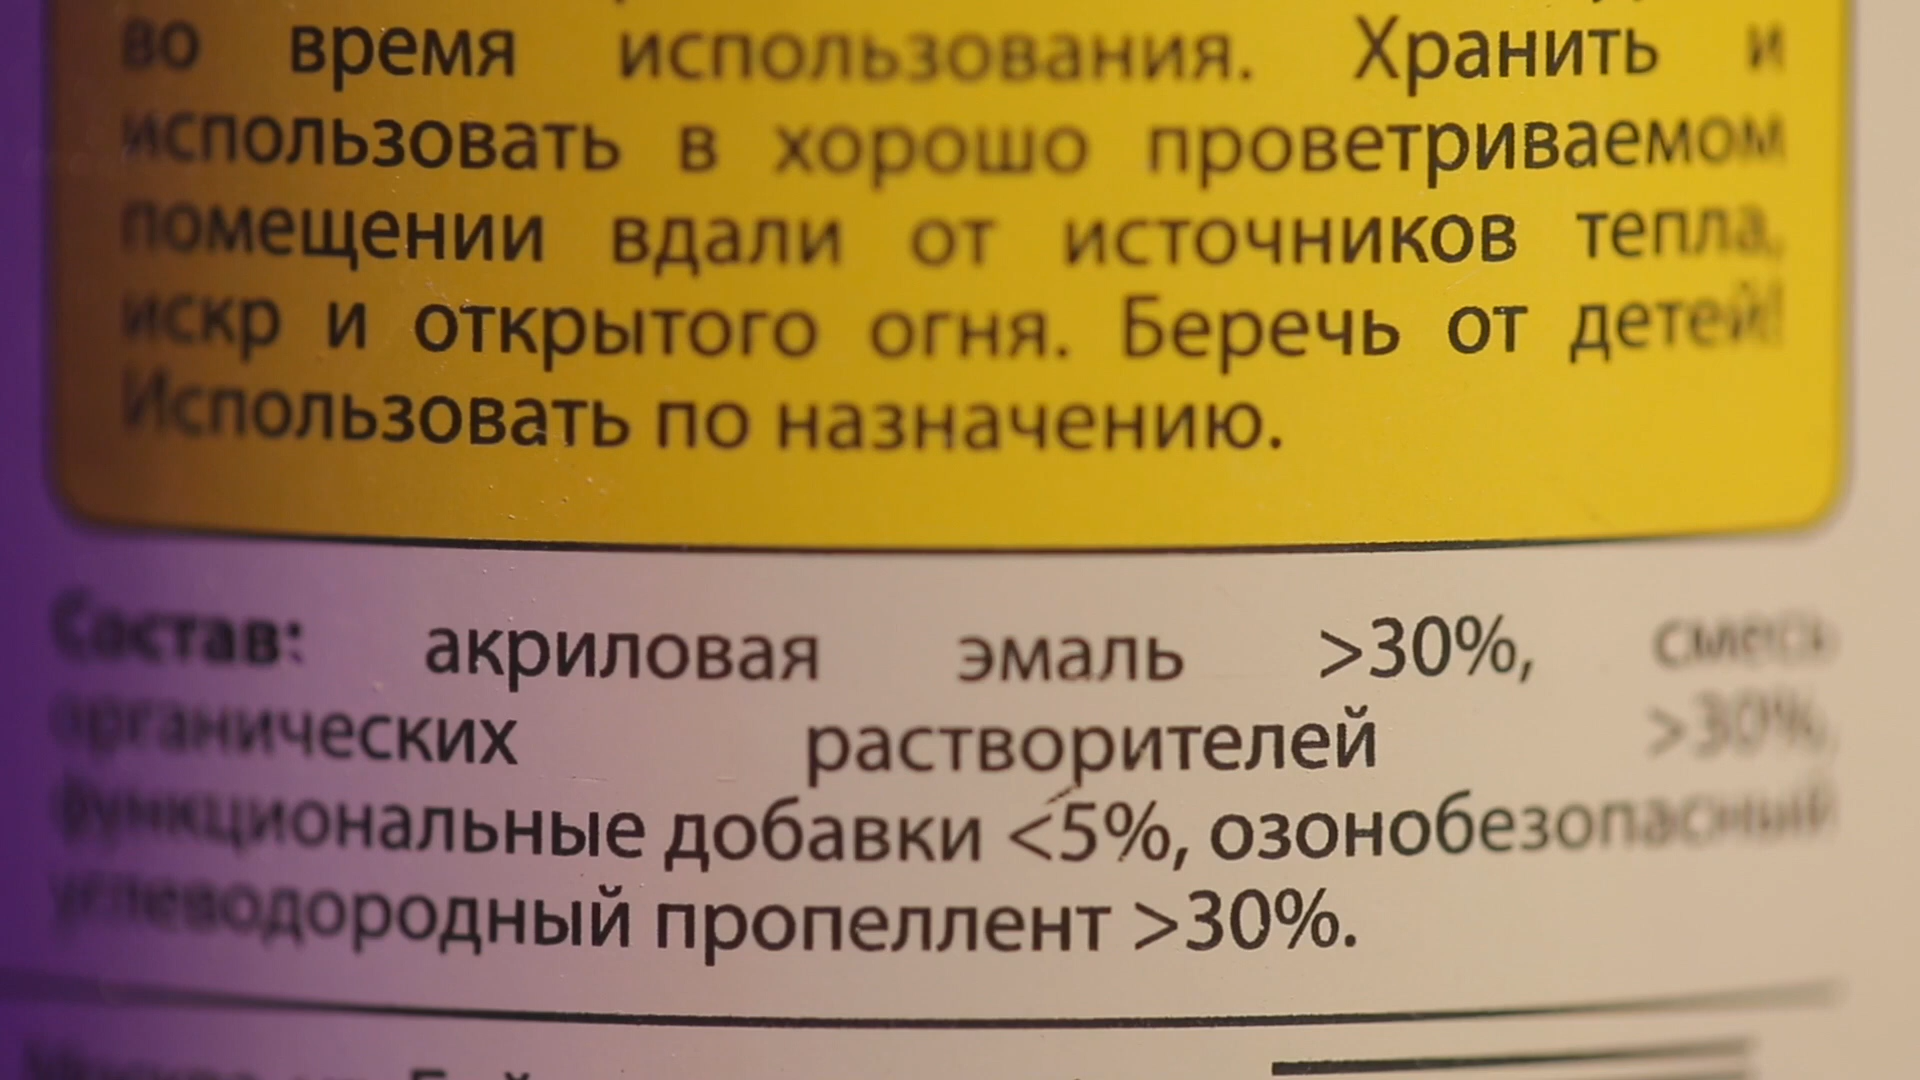 во время использования. Хранить и
использовать в хорошо проветриваемом
помещении вдали от источников тепла,
искр и открытого огня. Беречь от детей!
Использовать по назначению.
Состав: акриловая эмаль >30%, смесь
органических растворителей >30%,
функциональные добавки <5%, озонобезопасный
углеводородный пропеллент >30%.